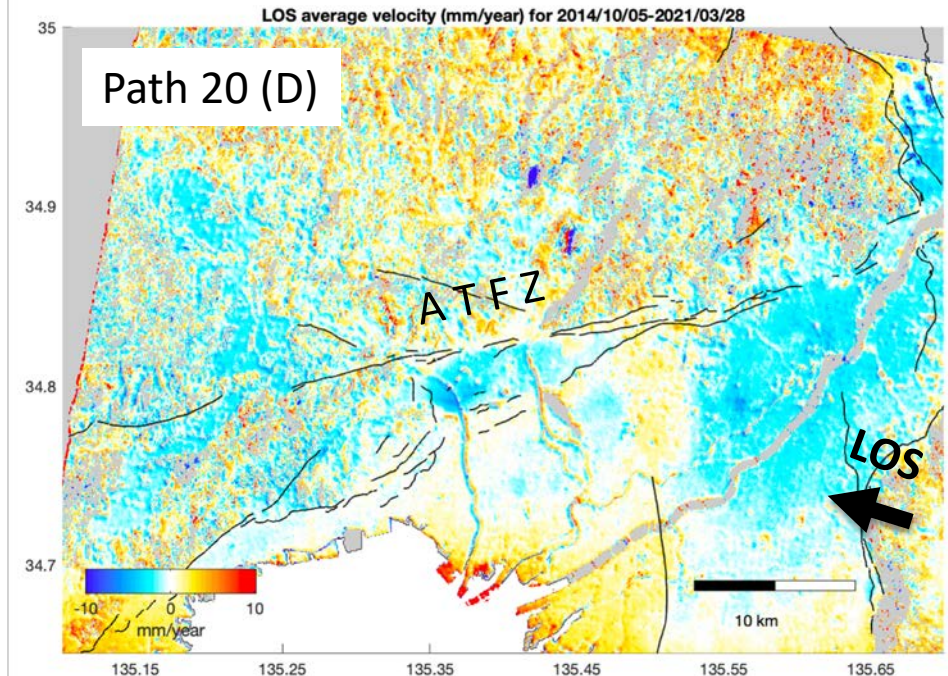 LOS average velocity (mm/year) for 2014/10/05-2021/03/28
35
Path 20 (D)
34.9
A T F Z
34.8
LOS
34.7
-10 0 10
mm/year
10 km
135.15 135.25 135.35 135.45 135.55 135.65